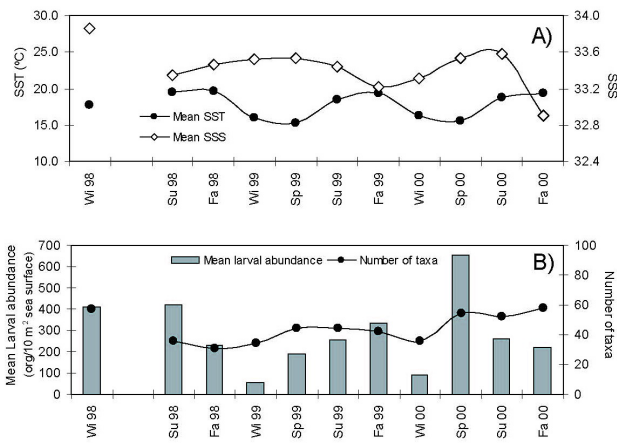 30.0
25.0
20.0
15.0
10.0
SST (ºC)
A)
Mean SST
Mean SSS
34.0
33.6
33.2
32.8
32.4
SSS
Wi 98
Su 98
Fa 98
Wi 99
Sp 99
Su 99
Fa 99
Wi 00
Sp 00
Su 00
Fa 00
700
600
500
400
300
200
100
0
Mean Larval abundance
(org/10 m⁻² sea surface)
Mean larval abundance
Number of taxa
B)
100
80
60
40
20
0
Number of taxa
Wi 98
Su 98
Fa 98
Wi 99
Sp 99
Su 99
Fa 99
Wi 00
Sp 00
Su 00
Fa 00